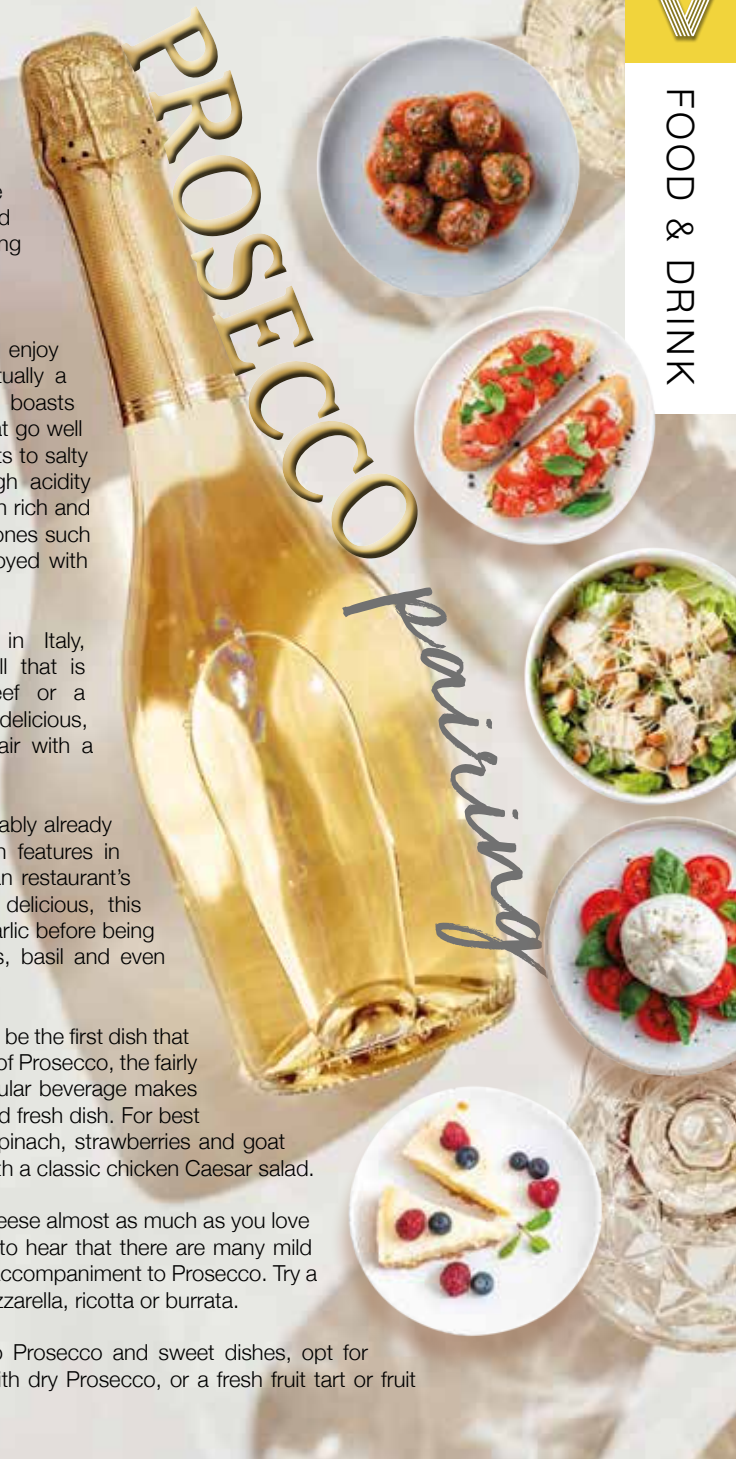 FOOD & DRINK
PROSECCO
pairing
e
d
ng
enjoy
tually a
boasts
at go well
ts to salty
gh acidity
n rich and
ones such
oyed with
in Italy,
ll that is
ef or a
delicious,
air with a
ably already
n features in
an restaurant's
delicious, this
arlic before being
s, basil and even
be the first dish that
of Prosecco, the fairly
ular beverage makes
d fresh dish. For best
pinach, strawberries and goat
th a classic chicken Caesar salad.
eese almost as much as you love
to hear that there are many mild
accompaniment to Prosecco. Try a
zzarella, ricotta or burrata.
o Prosecco and sweet dishes, opt for
ith dry Prosecco, or a fresh fruit tart or fruit